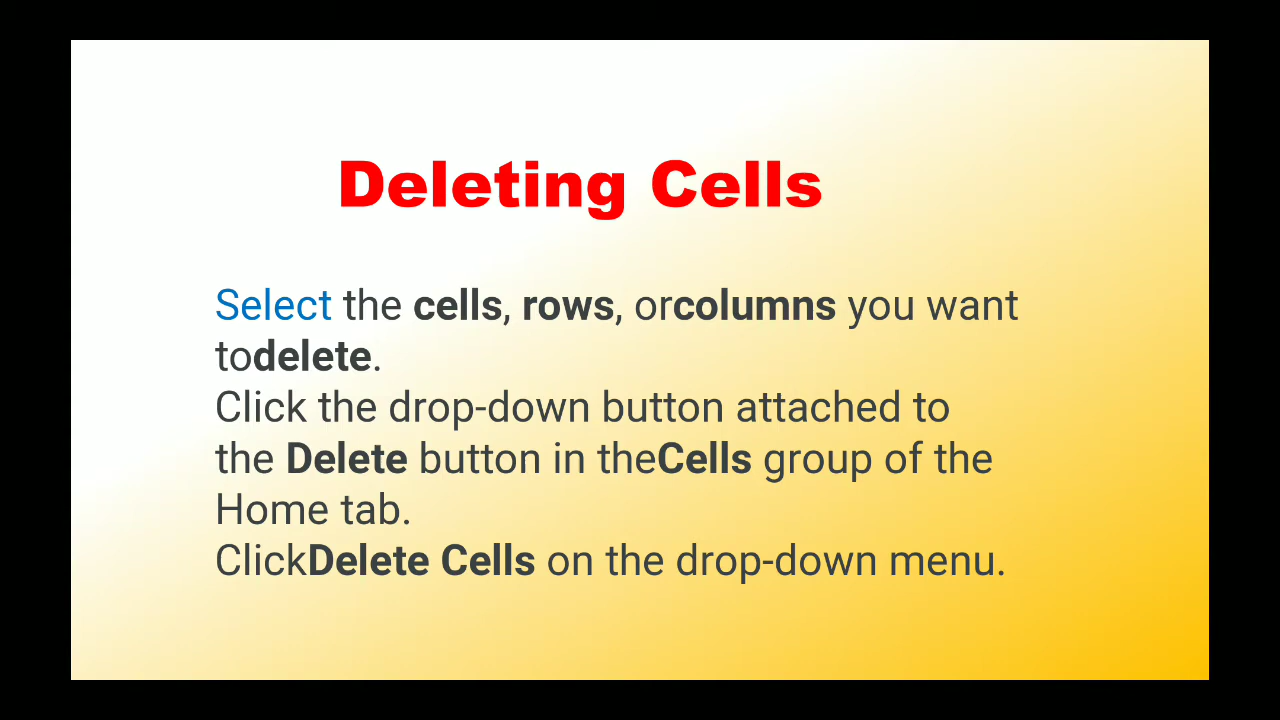 Deleting Cells
Select the cells, rows, orcolumns you want
todelete.
Click the drop-down button attached to
the Delete button in theCells group of the
Home tab.
ClickDelete Cells on the drop-down menu.